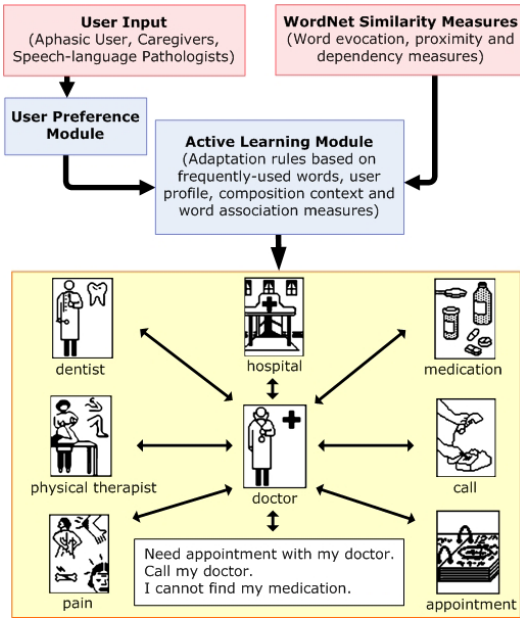 User Input
(Aphasic User, Caregivers,
Speech-language Pathologists)
WordNet Similarity Measures
(Word evocation, proximity and
dependency measures)
User Preference
Module
Active Learning Module
(Adaptation rules based on
frequently-used words, user
profile, composition context and
word association measures)
dentist
hospital
medication
physical therapist
doctor
call
pain
Need appointment with my doctor.
Call my doctor.
I cannot find my medication.
appointment